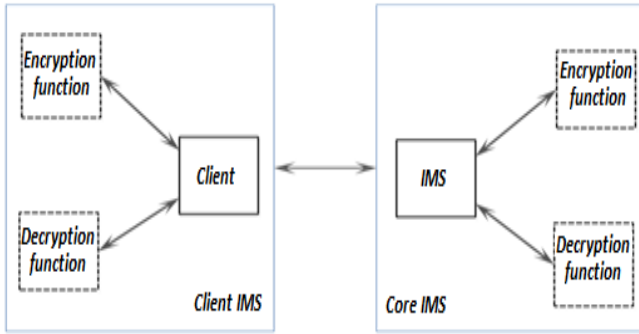 Encryption
function
Client
Decryption
function
Client IMS
Encryption
function
IMS
Decryption
function
Core IMS